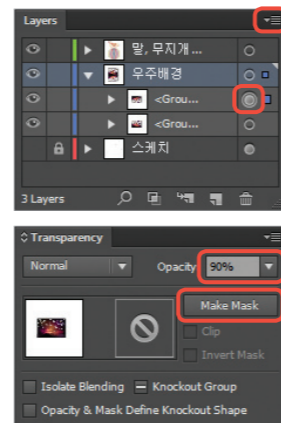 Layers
말, 무지개...
우주배경
<Grou...
<Grou...
스케치
3 Layers
Transparency
Normal Opacity: 90%
Make Mask
Clip
Invert Mask
Isolate Blending Knockout Group
Opacity & Mask Define Knockout Shape